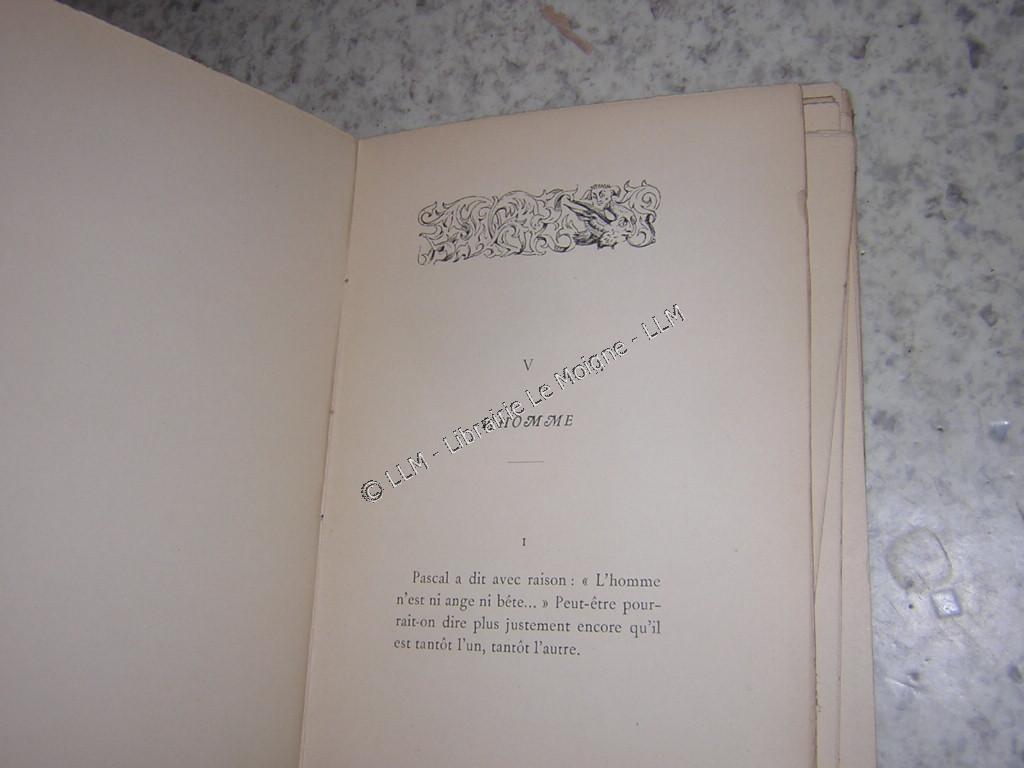 V
L'HOMME
© LLM - Librairie Le Moigne - LLM
I
Pascal a dit avec raison : « L'homme
n'est ni ange ni bête... » Peut-être pour-
rait-on dire plus justement encore qu'il
est tantôt l'un, tantôt l'autre.